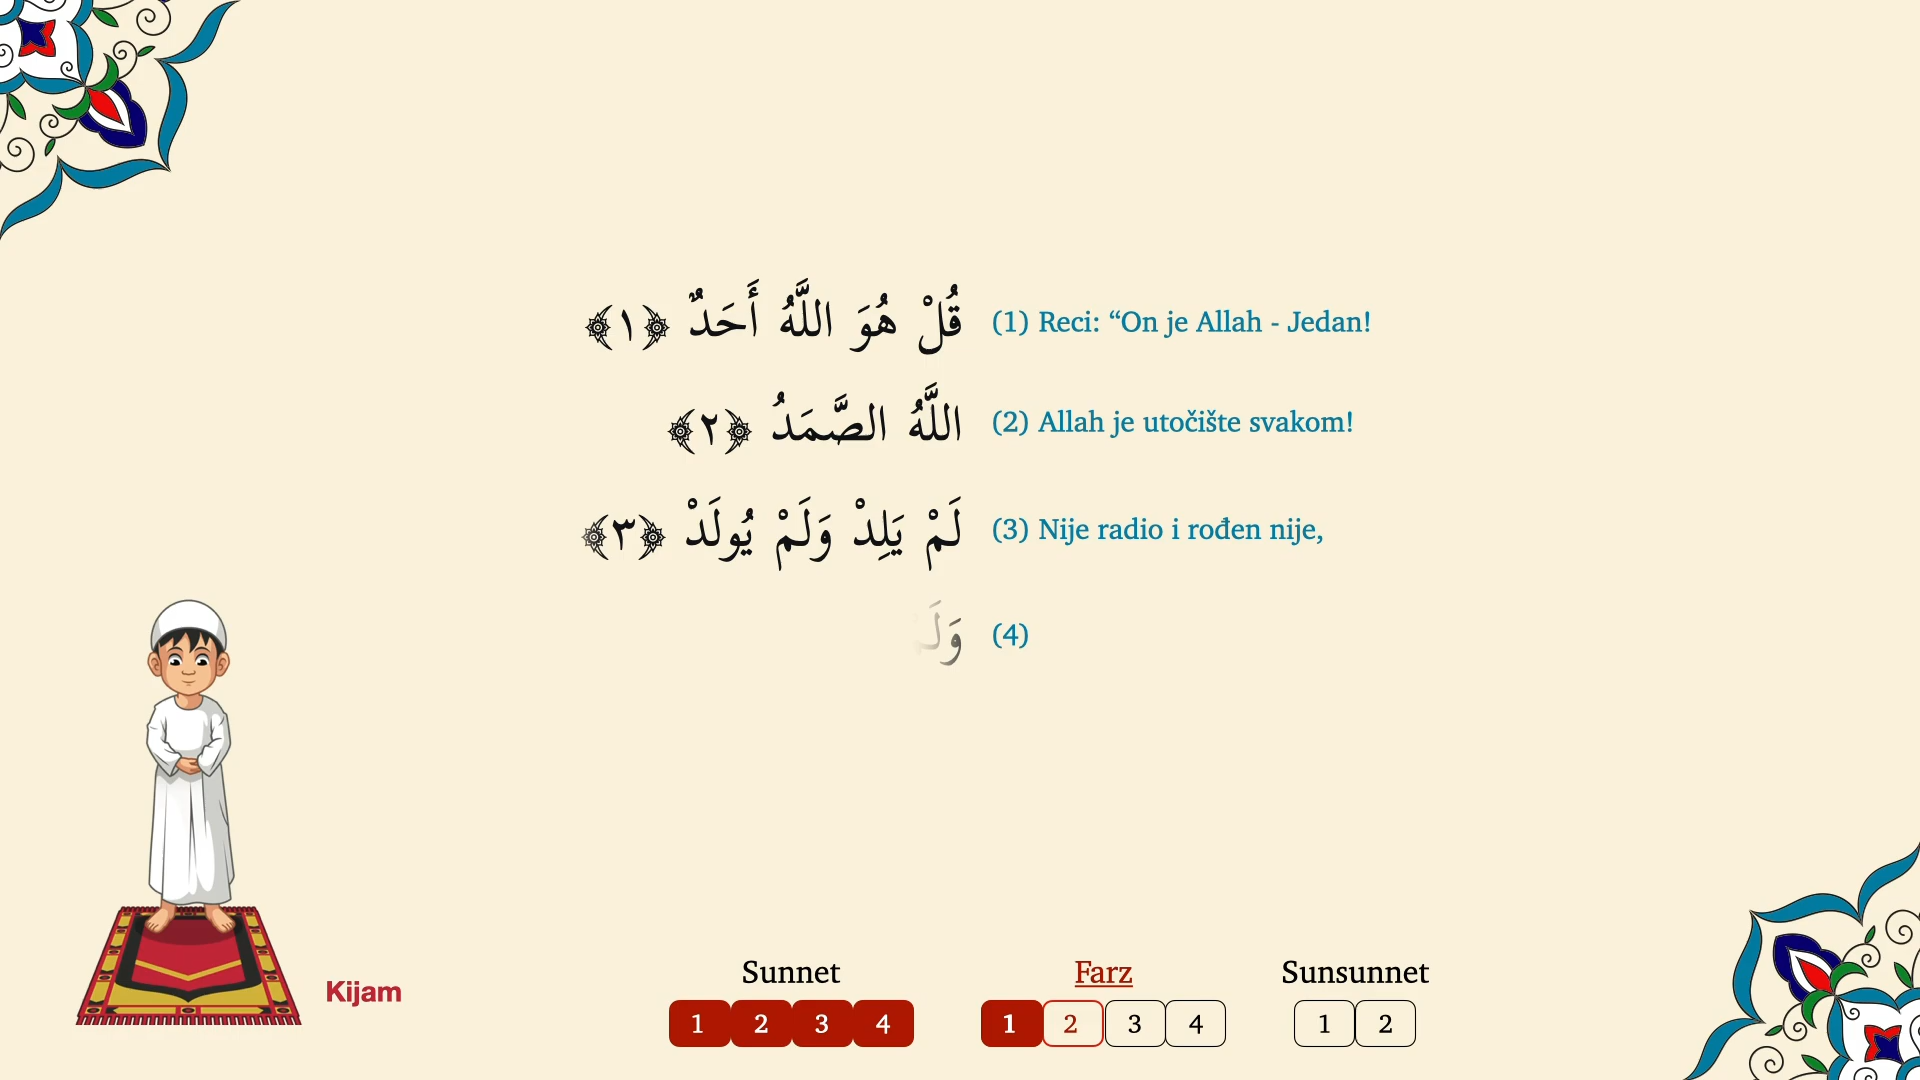 قُلْ هُوَ اللَّهُ أَحَدٌ ﴿١﴾ (1) Reci: “On je Allah - Jedan!
اللَّهُ الصَّمَدُ ﴿٢﴾ (2) Allah je utočište svakom!
لَمْ يَلِدْ وَلَمْ يُولَدْ ﴿٣﴾ (3) Nije radio i rođen nije,
(4)
Kijam
Sunnet Farz Sunsunnet
1 2 3 4 1 2 3 4 1 2